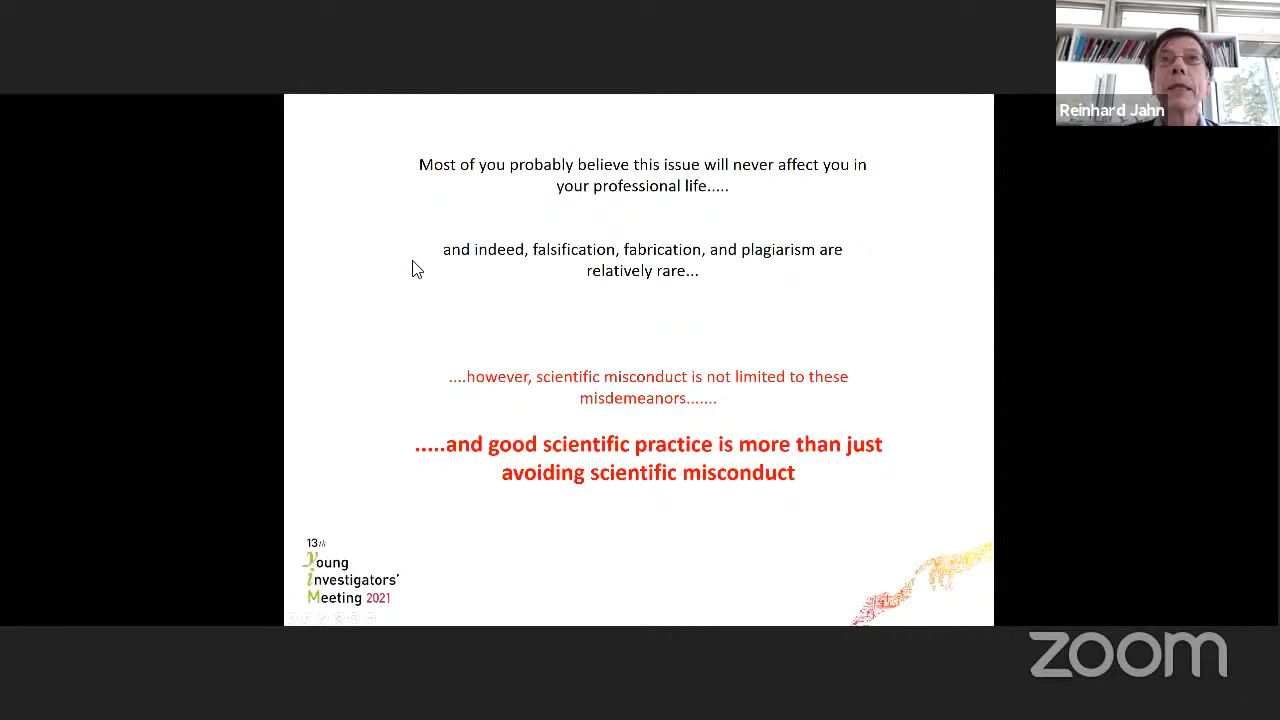 Reinhard Jahn
Most of you probably believe this issue will never affect you in
your professional life.....
and indeed, falsification, fabrication, and plagiarism are
relatively rare...
....however, scientific misconduct is not limited to these
misdemeanors.......
.....and good scientific practice is more than just
avoiding scientific misconduct
13th
Young
investigators'
Meeting 2021
zoom